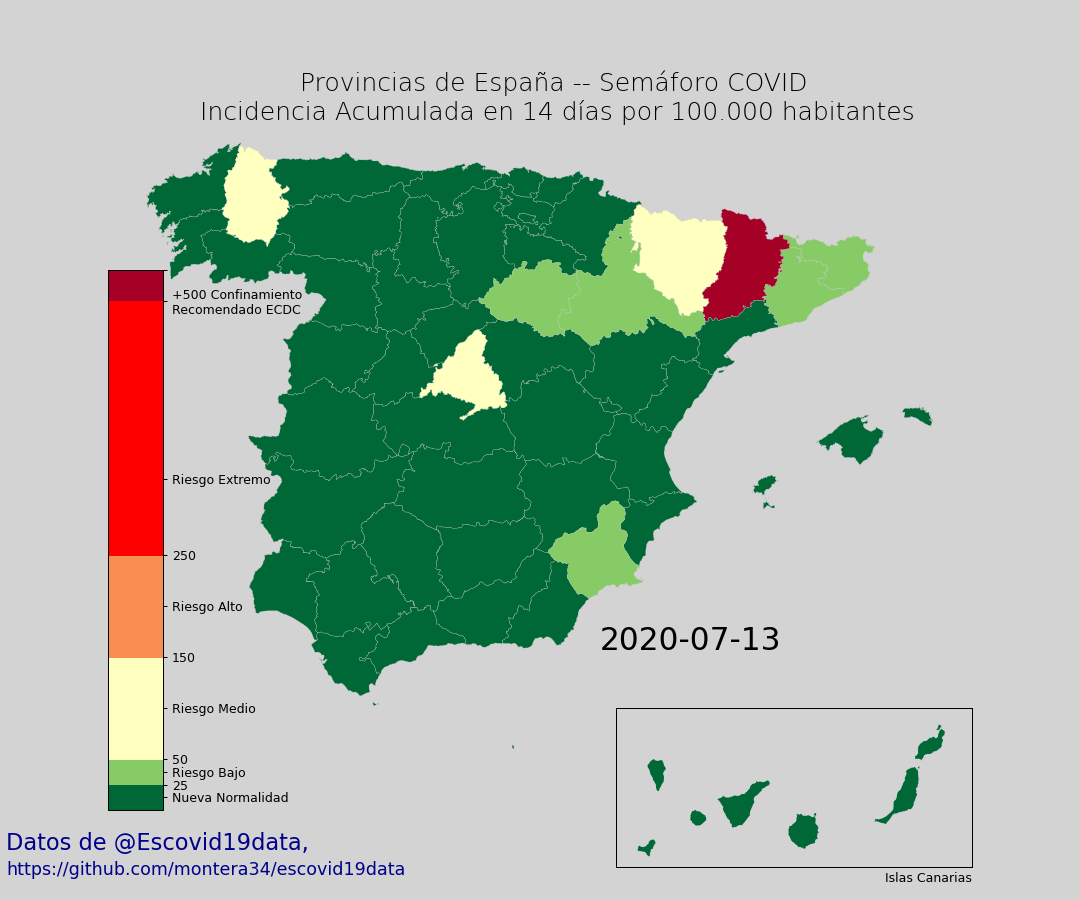 Provincias de España -- Semáforo COVID
Incidencia Acumulada en 14 días por 100.000 habitantes
+500 Confinamiento
Recomendado ECDC
Riesgo Extremo
250
Riesgo Alto
150
Riesgo Medio
50
Riesgo Bajo
25
Nueva Normalidad
2020-07-13
Islas Canarias
Datos de @Escovid19data,
https://github.com/montera34/escovid19data